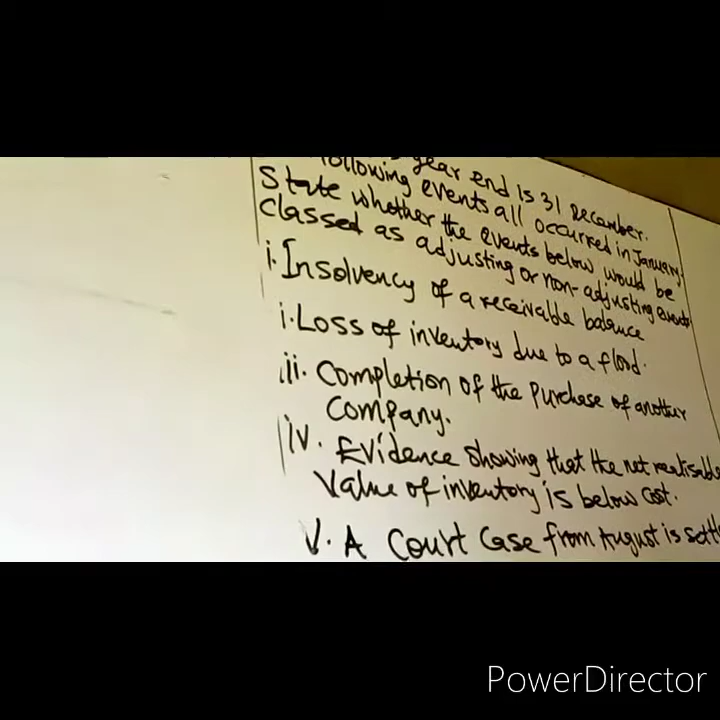 year end is 31 December.
following events all occurred in January
State whether the events below would be
classed as adjusting or non-adjusting events
i. Insolvency of a receivable balance
i. Loss of inventory due to a flood.
iii. Completion of the purchase of another
Company.
iv. Evidence showing that the net realisable
Value of inventory is below cost.
V. A Court Case from August is
PowerDirector